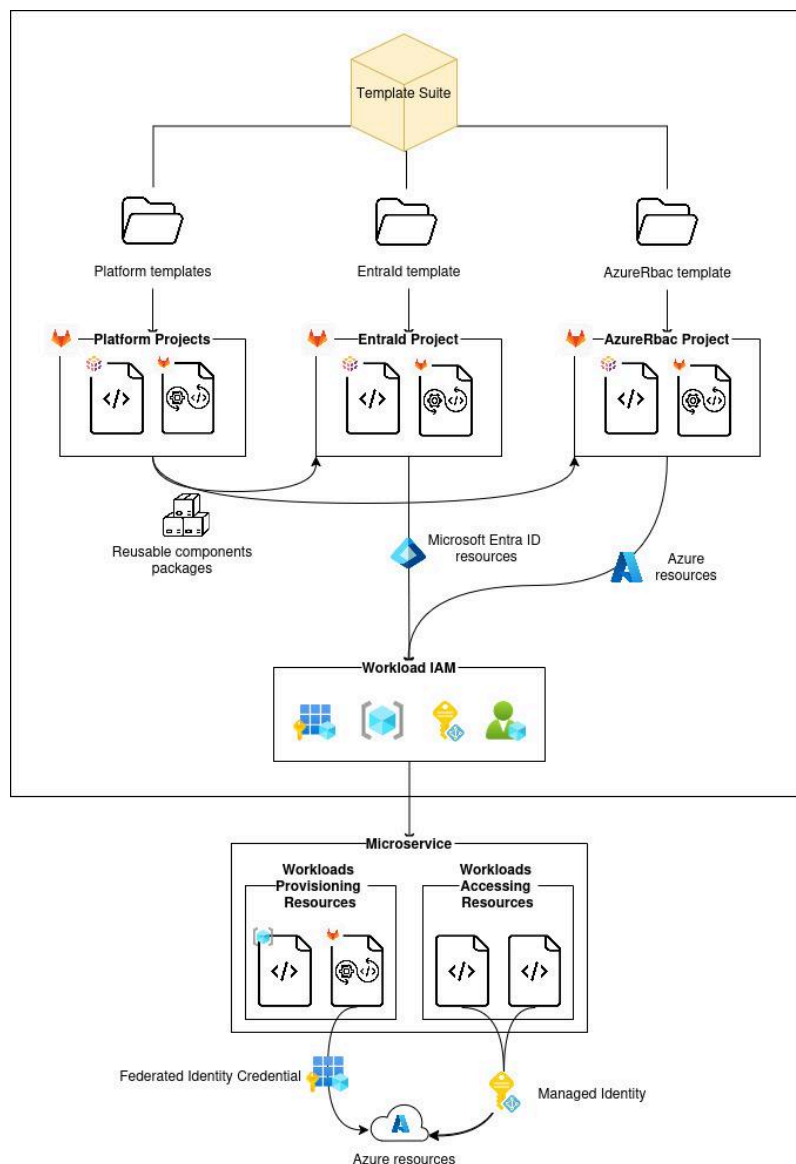 Template Suite
Platform templates
EntraId template
AzureRbac template
Platform Projects
EntraId Project
AzureRbac Project
</>
</>
</>
</>
</>
</>
Reusable components
packages
Microsoft Entra ID
resources
Azure
resources
Workload IAM
Microservice
Workloads
Provisioning
Resources
Workloads
Accessing
Resources
</>
</>
</>
</>
Federated Identity Credential
Managed Identity
Azure resources